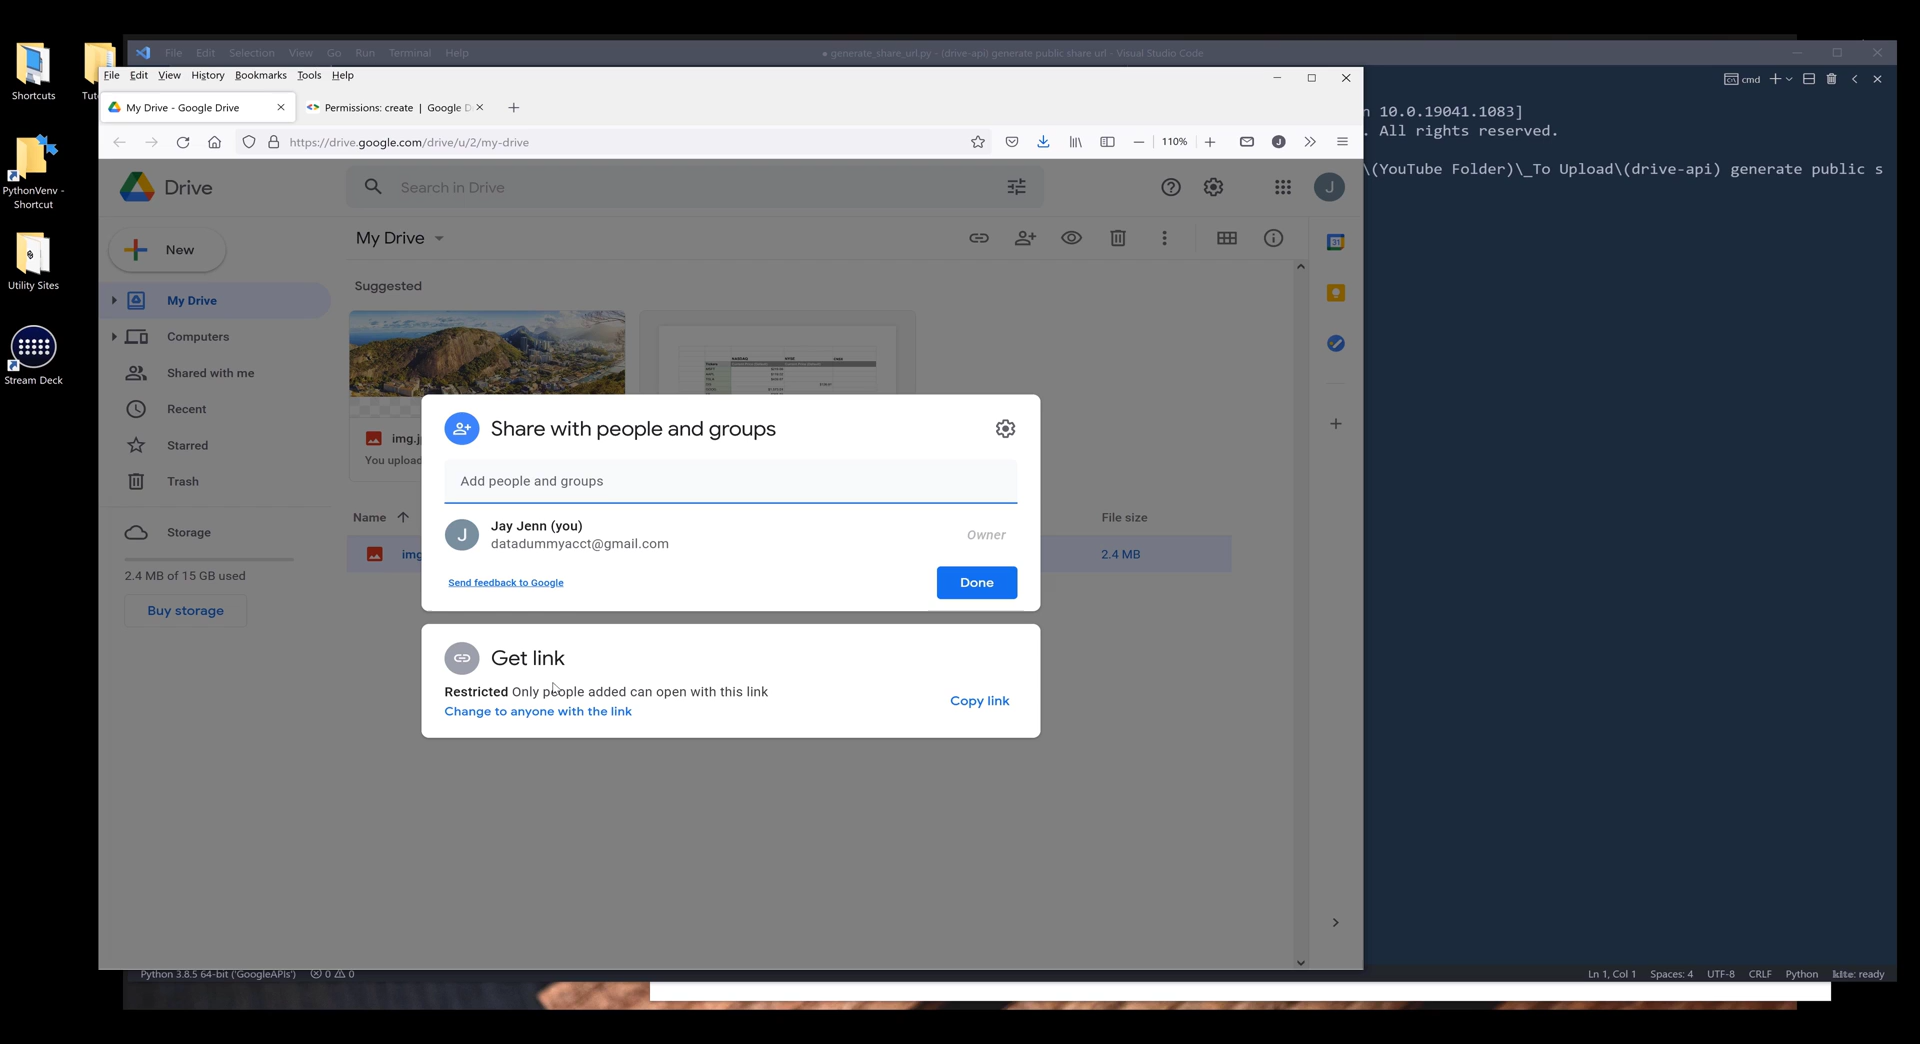 File Edit Selection View Go Run Terminal Help
● generate_share_url.py - (drive-api) generate public share url - Visual Studio Code
Shortcuts
PythonVenv -
Shortcut
Utility Sites
Stream Deck
File Edit View History Bookmarks Tools Help
My Drive - Google Drive
Permissions: create | Google D
https://drive.google.com/drive/u/2/my-drive
110%
J
cmd
10.0.19041.1083]
. All rights reserved.
\(YouTube Folder)\_To Upload\(drive-api) generate public s
Drive
Search in Drive
J
New
My Drive
Computers
Shared with me
Recent
Starred
Trash
Storage
2.4 MB of 15 GB used
Buy storage
My Drive
Suggested
31
You upload
Name
File size
img
2.4 MB
Share with people and groups
Add people and groups
J
Jay Jenn (you)
datadummyacct@gmail.com
Owner
Send feedback to Google
Done
Get link
Restricted Only people added can open with this link
Change to anyone with the link
Copy link
Python 3.8.5 64-bit ('GoogleAPIs') 0 0
Ln 1, Col 1 Spaces: 4 UTF-8 CRLF Python kite: ready